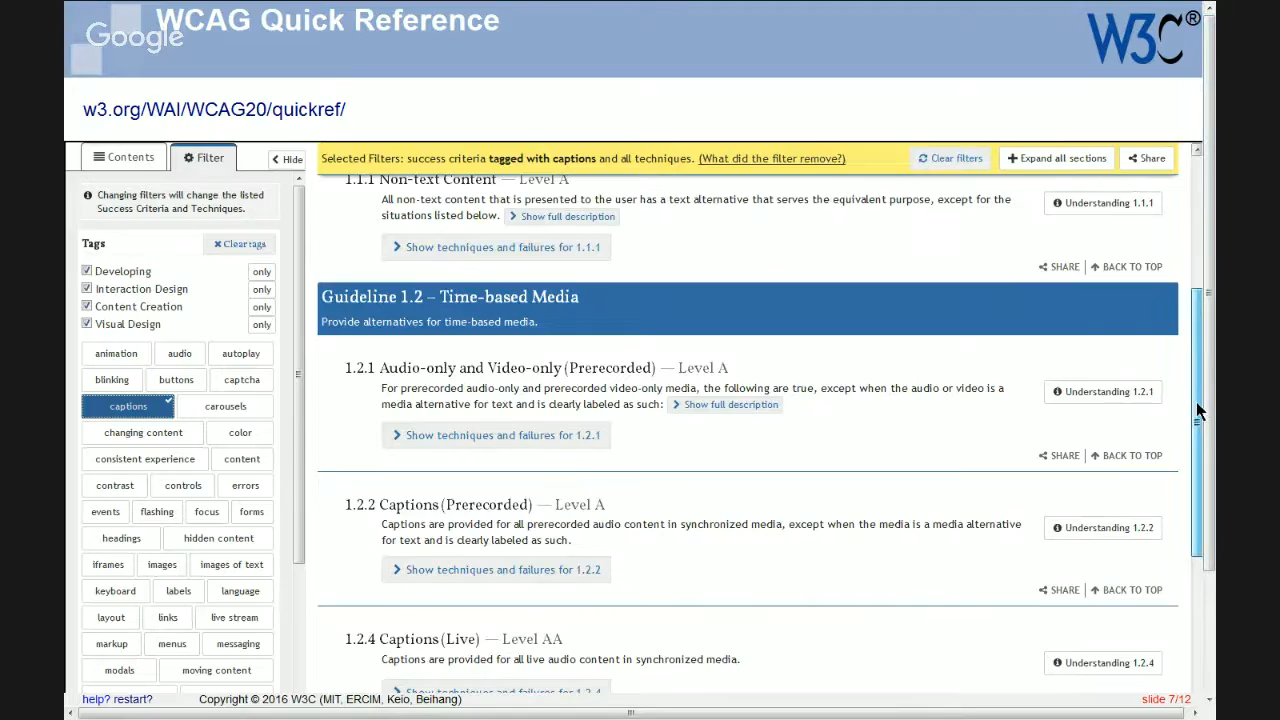 WCAG Quick Reference
Google
W3C®
w3.org/WAI/WCAG20/quickref/
Contents
Filter
Hide
Changing filters will change the listed
Success Criteria and Techniques.
Tags
Clear tags
Developing only
Interaction Design only
Content Creation only
Visual Design only
animation audio autoplay
blinking buttons captcha
captions carousels
changing content color
consistent experience content
contrast controls errors
events flashing focus forms
headings hidden content
iframes images images of text
keyboard labels language
layout links live stream
markup menus messaging
modals moving content
Selected Filters: success criteria tagged with captions and all techniques. (What did the filter remove?)
Clear filters
Expand all sections
Share
1.1.1 Non-text Content — Level A
All non-text content that is presented to the user has a text alternative that serves the equivalent purpose, except for the
situations listed below. Show full description
Understanding 1.1.1
Show techniques and failures for 1.1.1
SHARE | BACK TO TOP
Guideline 1.2 – Time-based Media
Provide alternatives for time-based media.
1.2.1 Audio-only and Video-only (Prerecorded) — Level A
For prerecorded audio-only and prerecorded video-only media, the following are true, except when the audio or video is a
media alternative for text and is clearly labeled as such: Show full description
Understanding 1.2.1
Show techniques and failures for 1.2.1
SHARE | BACK TO TOP
1.2.2 Captions (Prerecorded) — Level A
Captions are provided for all prerecorded audio content in synchronized media, except when the media is a media alternative
for text and is clearly labeled as such.
Understanding 1.2.2
Show techniques and failures for 1.2.2
SHARE | BACK TO TOP
1.2.4 Captions (Live) — Level AA
Captions are provided for all live audio content in synchronized media.
Understanding 1.2.4
Show techniques and failures for 1.2.4
help? restart?
Copyright © 2016 W3C (MIT, ERCIM, Keio, Beihang)
slide 7/12